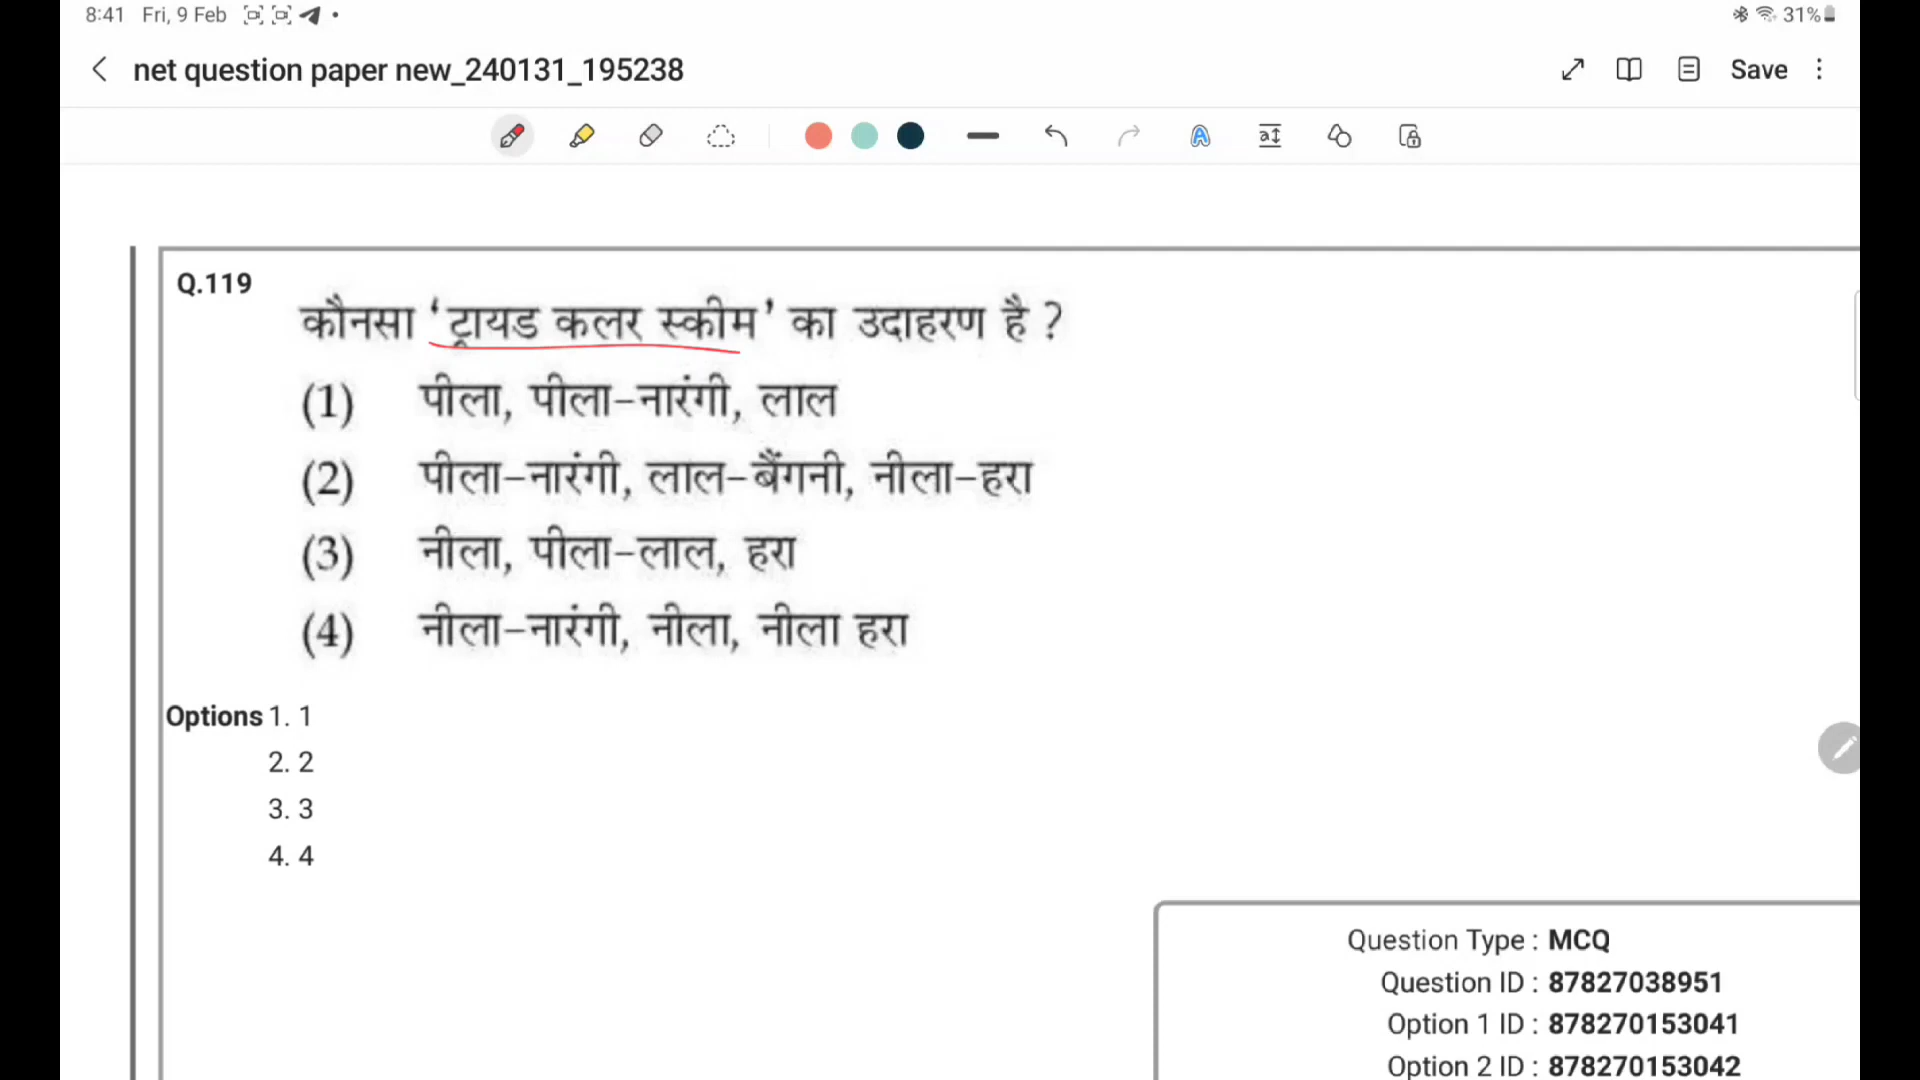 8:41 Fri, 9 Feb
31%
net question paper new_240131_195238
Save
Q.119
कौनसा ‘ट्रायड कलर स्कीम’ का उदाहरण है ?
(1) पीला, पीला–नारंगी, लाल
(2) पीला–नारंगी, लाल–बैंगनी, नीला–हरा
(3) नीला, पीला–लाल, हरा
(4) नीला–नारंगी, नीला, नीला हरा
Options 1. 1
2. 2
3. 3
4. 4
Question Type : MCQ
Question ID : 87827038951
Option 1 ID : 878270153041
Option 2 ID : 878270153042